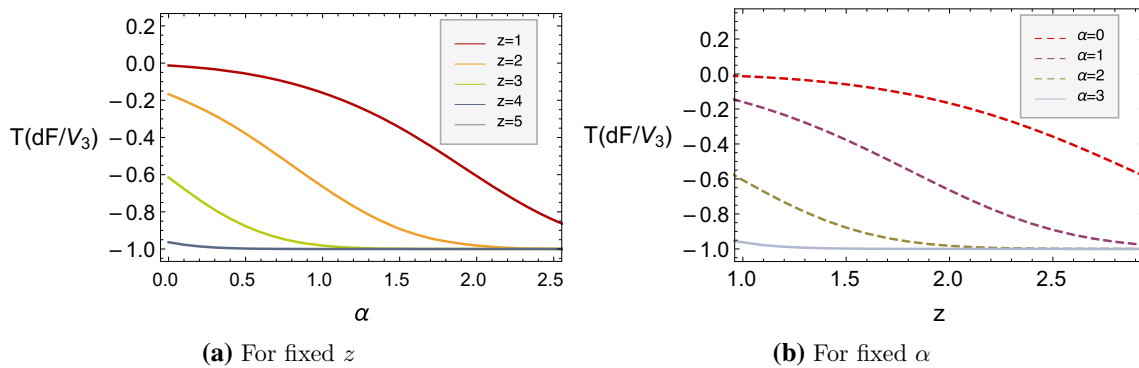 0.2
0.0
−0.2
−0.4
−0.6
−0.8
−1.0
T(dF/V₃)
0.0 0.5 1.0 1.5 2.0 2.5
α
z=1
z=2
z=3
z=4
z=5
(a) For fixed z
0.2
0.0
−0.2
−0.4
−0.6
−0.8
−1.0
T(dF/V₃)
1.0 1.5 2.0 2.5
z
α=0
α=1
α=2
α=3
(b) For fixed α